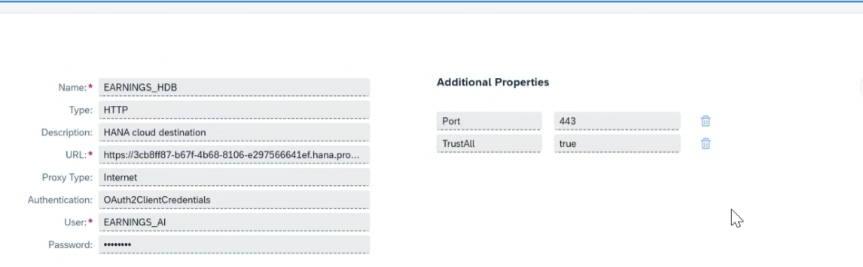 Name:* EARNINGS_HDB
Type: HTTP
Description: HANA cloud destination
URL:* https://3cb8ff87-b67f-4b68-8106-e297566641ef.hana.pro...
Proxy Type: Internet
Authentication: OAuth2ClientCredentials
User:* EARNINGS_AI
Password: ••••••••
Additional Properties
Port 443
TrustAll true